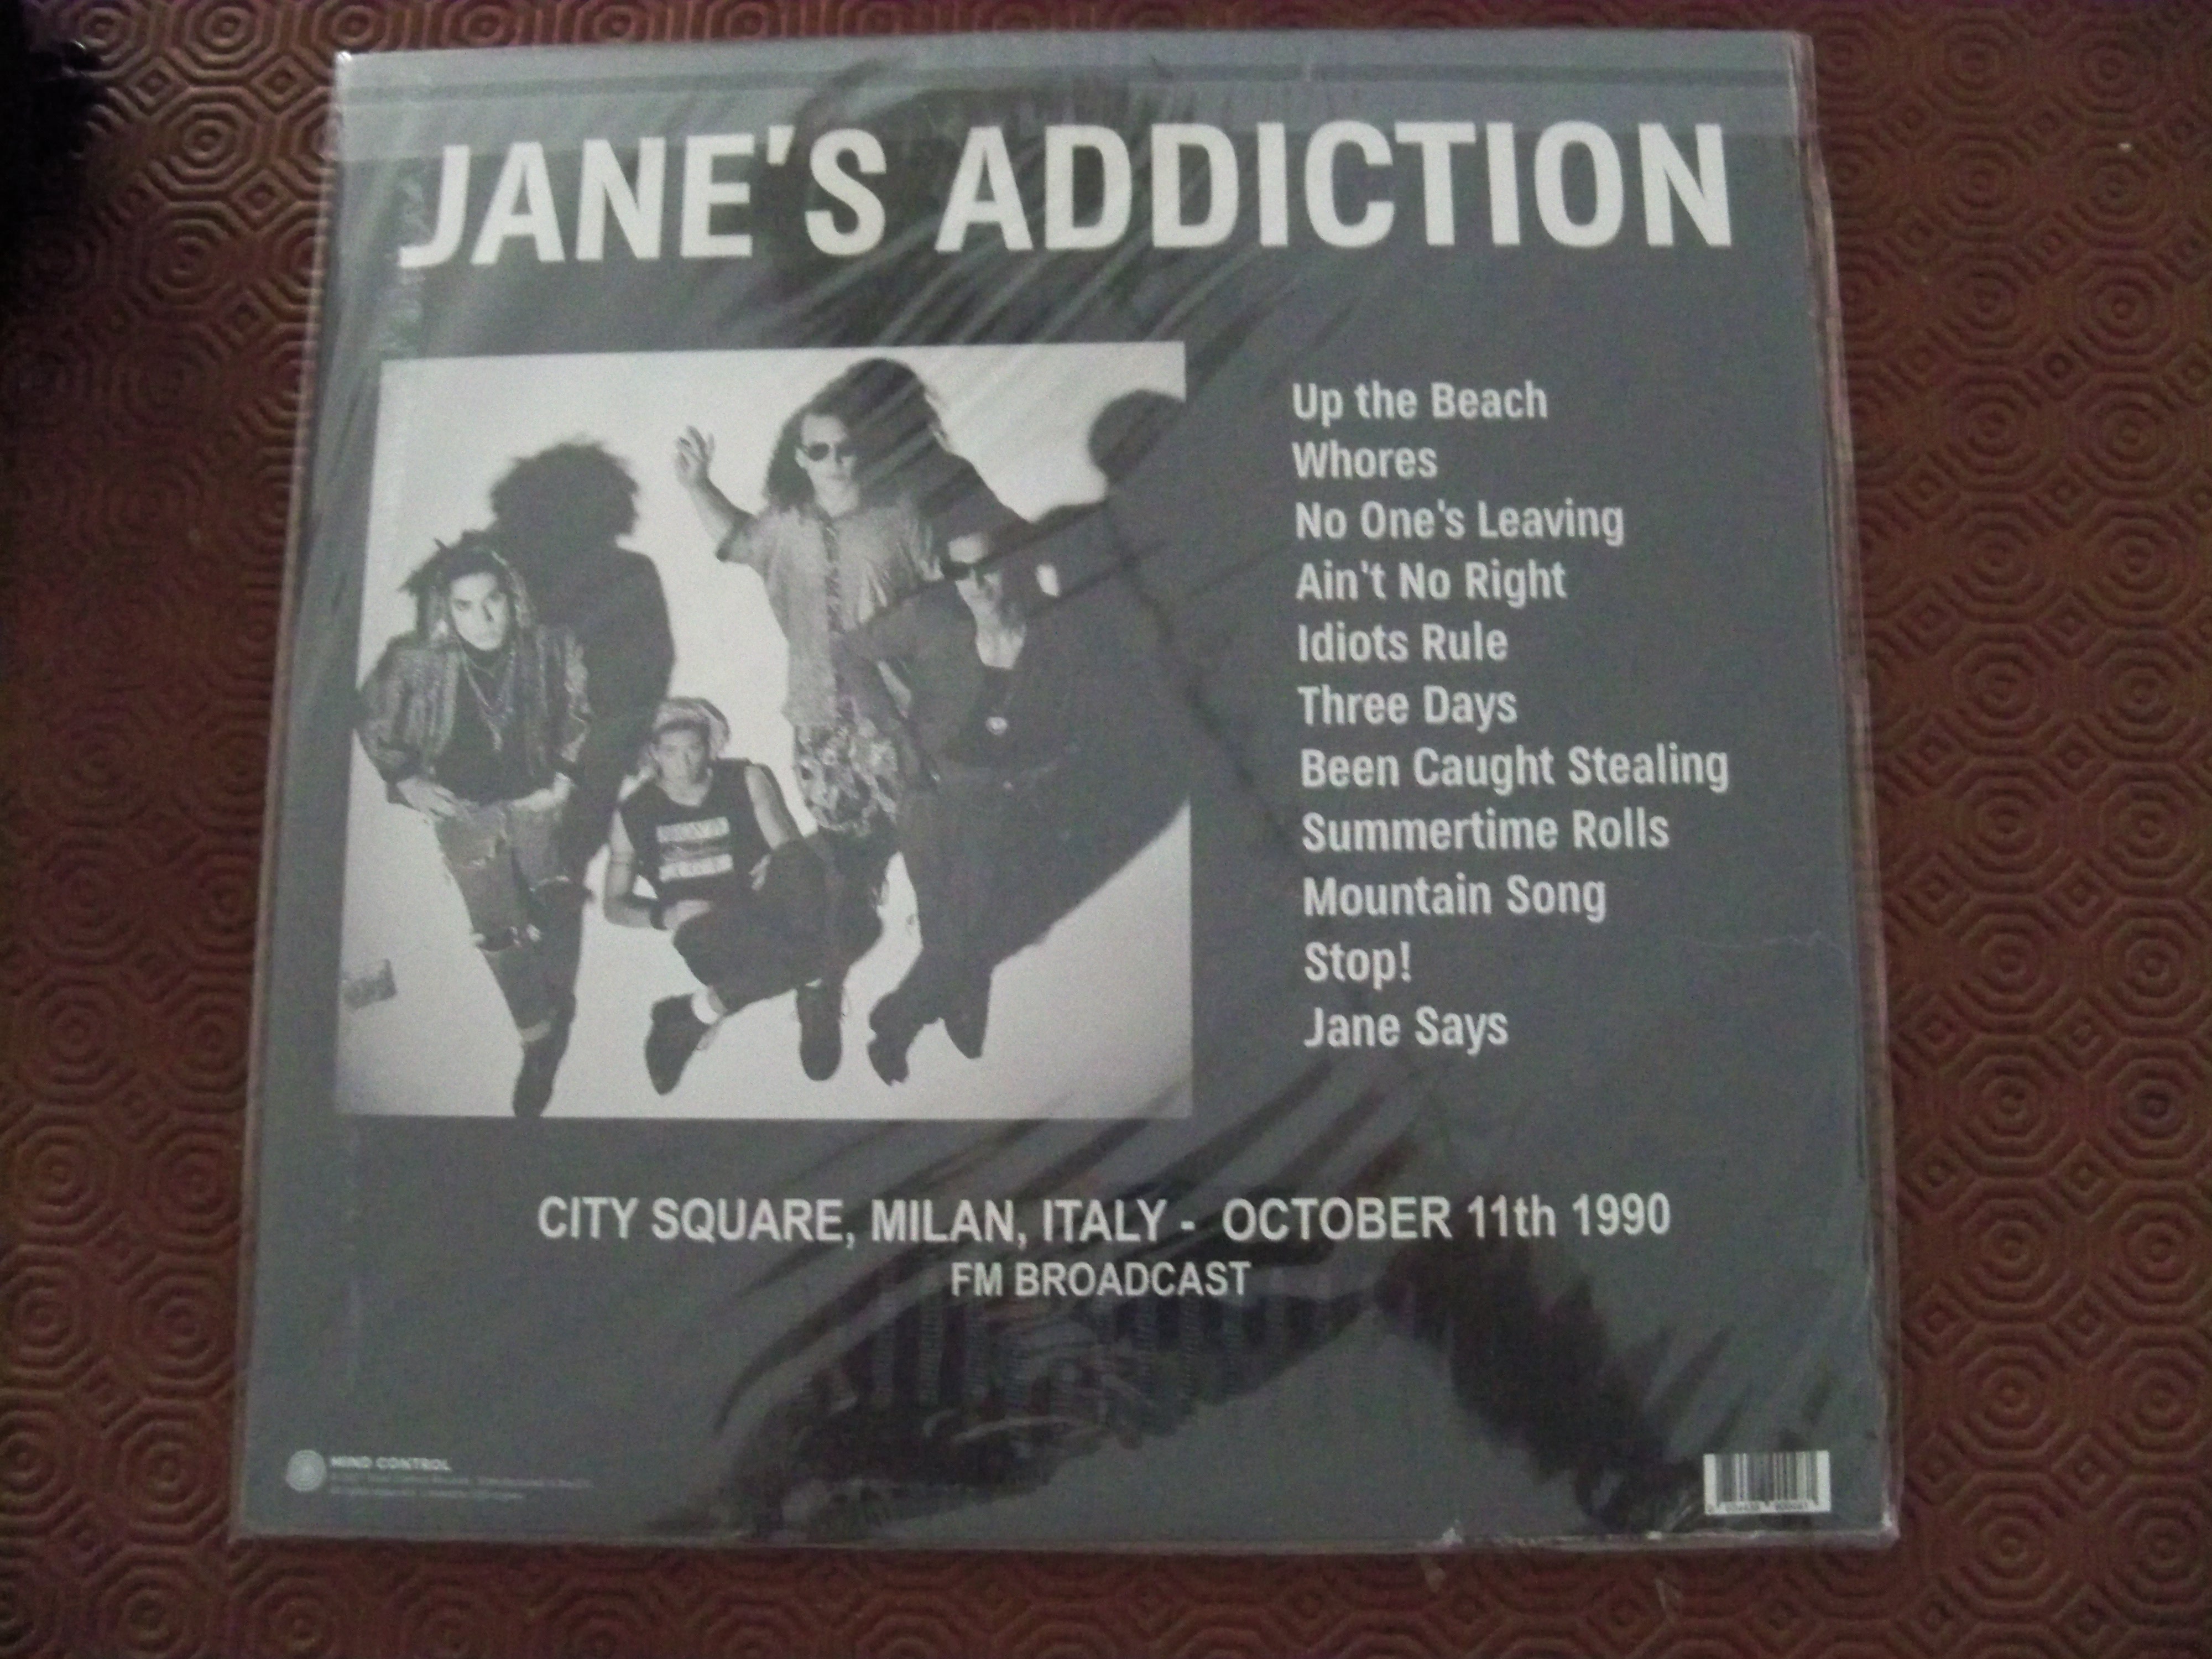 JANE'S ADDICTION
Up the Beach
Whores
No One's Leaving
Ain't No Right
Idiots Rule
Three Days
Been Caught Stealing
Summertime Rolls
Mountain Song
Stop!
Jane Says
CITY SQUARE, MILAN, ITALY - OCTOBER 11th 1990
FM BROADCAST
MIND CONTROL